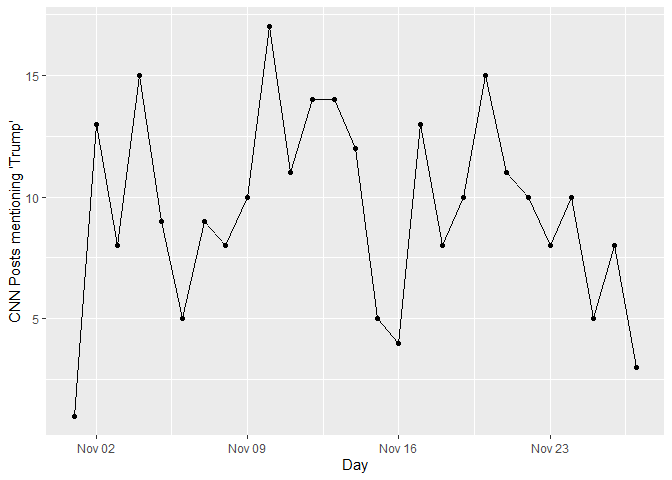 CNN Posts mentioning 'Trump'
15
10
5
Nov 02
Nov 09
Nov 16
Nov 23
Day